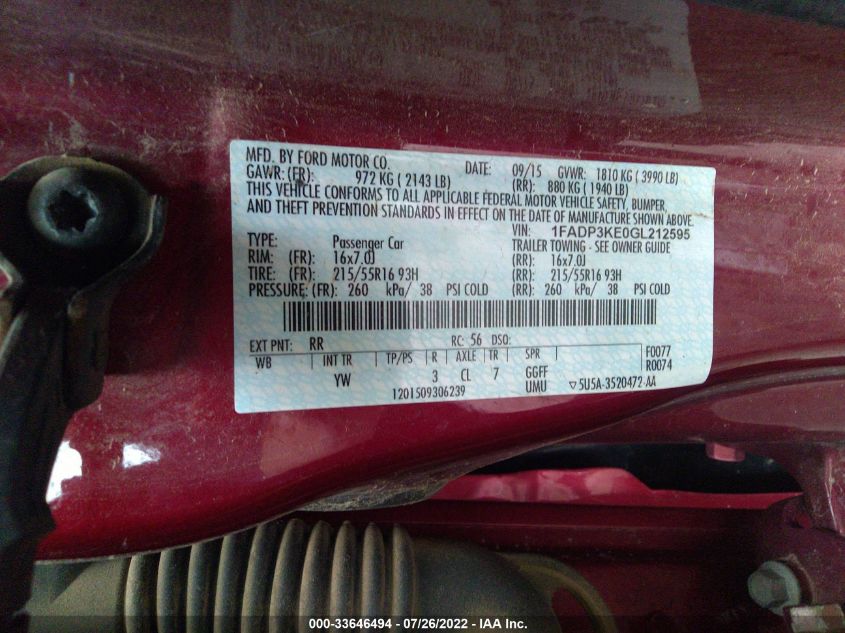 MFD. BY FORD MOTOR CO. DATE: 09/15 GVWR: 1810 KG ( 3990 LB)
GAWR: (FR): 972 KG ( 2143 LB) (RR): 880 KG ( 1940 LB)
THIS VEHICLE CONFORMS TO ALL APPLICABLE FEDERAL MOTOR VEHICLE SAFETY, BUMPER,
AND THEFT PREVENTION STANDARDS IN EFFECT ON THE DATE OF MANUFACTURE SHOWN ABOVE.
VIN: 1FADP3KE0GL212595
TYPE: Passenger Car TRAILER TOWING - SEE OWNER GUIDE
RIM: (FR): 16x7.0J (RR): 16x7.0J
TIRE: (FR): 215/55R16 93H (RR): 215/55R16 93H
PRESSURE: (FR): 260 kPa/ 38 PSI COLD (RR): 260 kPa/ 38 PSI COLD
EXT PNT: RR RC: 56 DSO: F0077
WB INT TR TP/PS R AXLE TR SPR R0074
YW 3 CL 7 GGFF
1201509306239 UMU ▽5U5A-3520472-AA
000-33646494 - 07/26/2022 - IAA Inc.